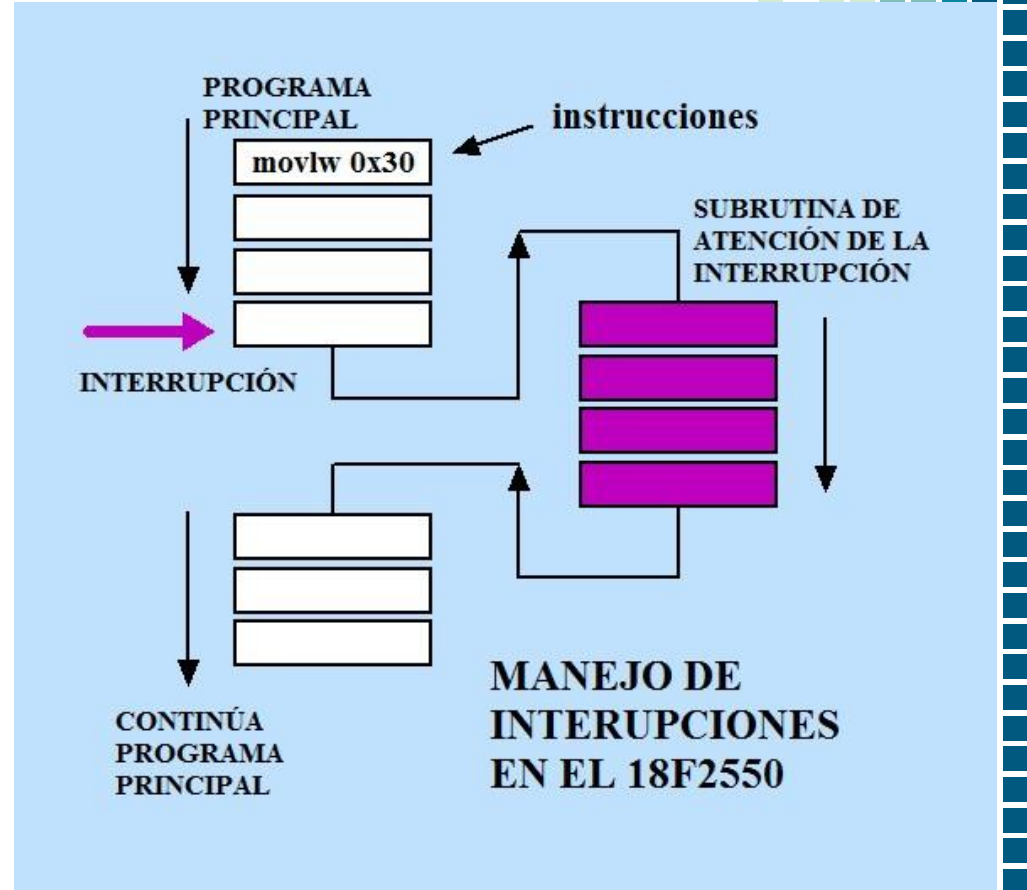 PROGRAMA
PRINCIPAL
instrucciones
movlw 0x30
SUBRUTINA DE
ATENCIÓN DE LA
INTERRUPCIÓN
INTERRUPCIÓN
CONTINÚA
PROGRAMA
PRINCIPAL
MANEJO DE
INTERUPCIONES
EN EL 18F2550